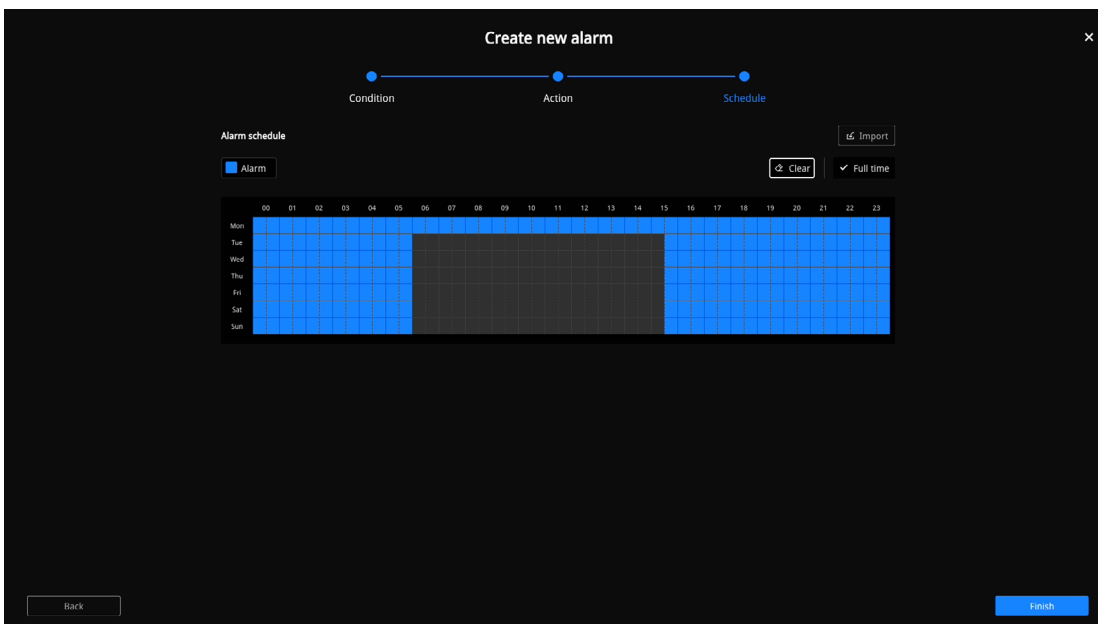 Create new alarm
Condition
Action
Schedule
Alarm schedule
Import
Alarm
Clear
Full time
00 01 02 03 04 05 06 07 08 09 10 11 12 13 14 15 16 17 18 19 20 21 22 23
Mon
Tue
Wed
Thu
Fri
Sat
Sun
Back
Finish